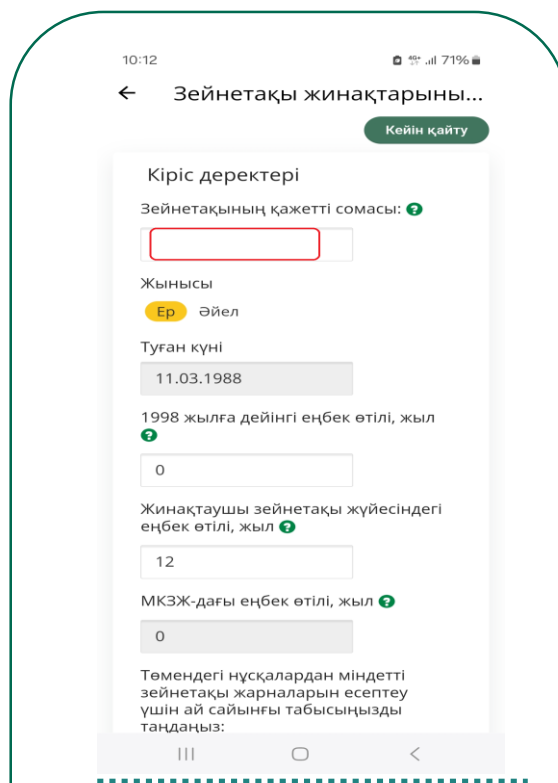 10:12
4G+ 71%
Зейнетақы жинақтарыны...
Кейін қайту
Кіріс деректері
Зейнетақының қажетті сомасы: ?
Жынысы
Ер Әйел
Туған күні
11.03.1988
1998 жылға дейінгі еңбек өтілі, жыл
?
0
Жинақтаушы зейнетақы жүйесіндегі
еңбек өтілі, жыл ?
12
МКЗЖ-дағы еңбек өтілі, жыл ?
0
Төмендегі нұсқалардан міндетті
зейнетақы жарналарын есептеу
үшін ай сайынғы табысыңызды
таңдаңыз: